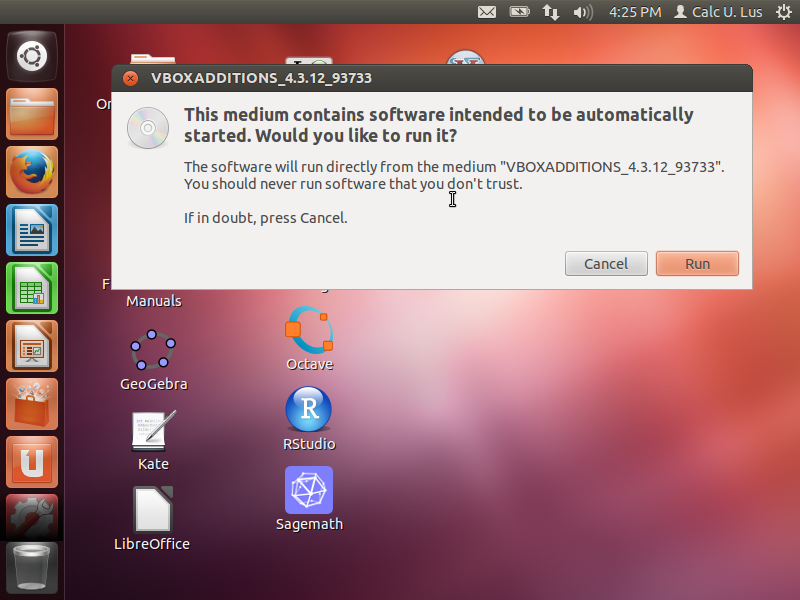 4:25 PM Calc U. Lus
VBOXADDITIONS_4.3.12_93733
This medium contains software intended to be automatically
started. Would you like to run it?
The software will run directly from the medium "VBOXADDITIONS_4.3.12_93733".
You should never run software that you don't trust.
If in doubt, press Cancel.
Cancel Run
Manuals
Octave
GeoGebra
RStudio
Kate
Sagemath
LibreOffice